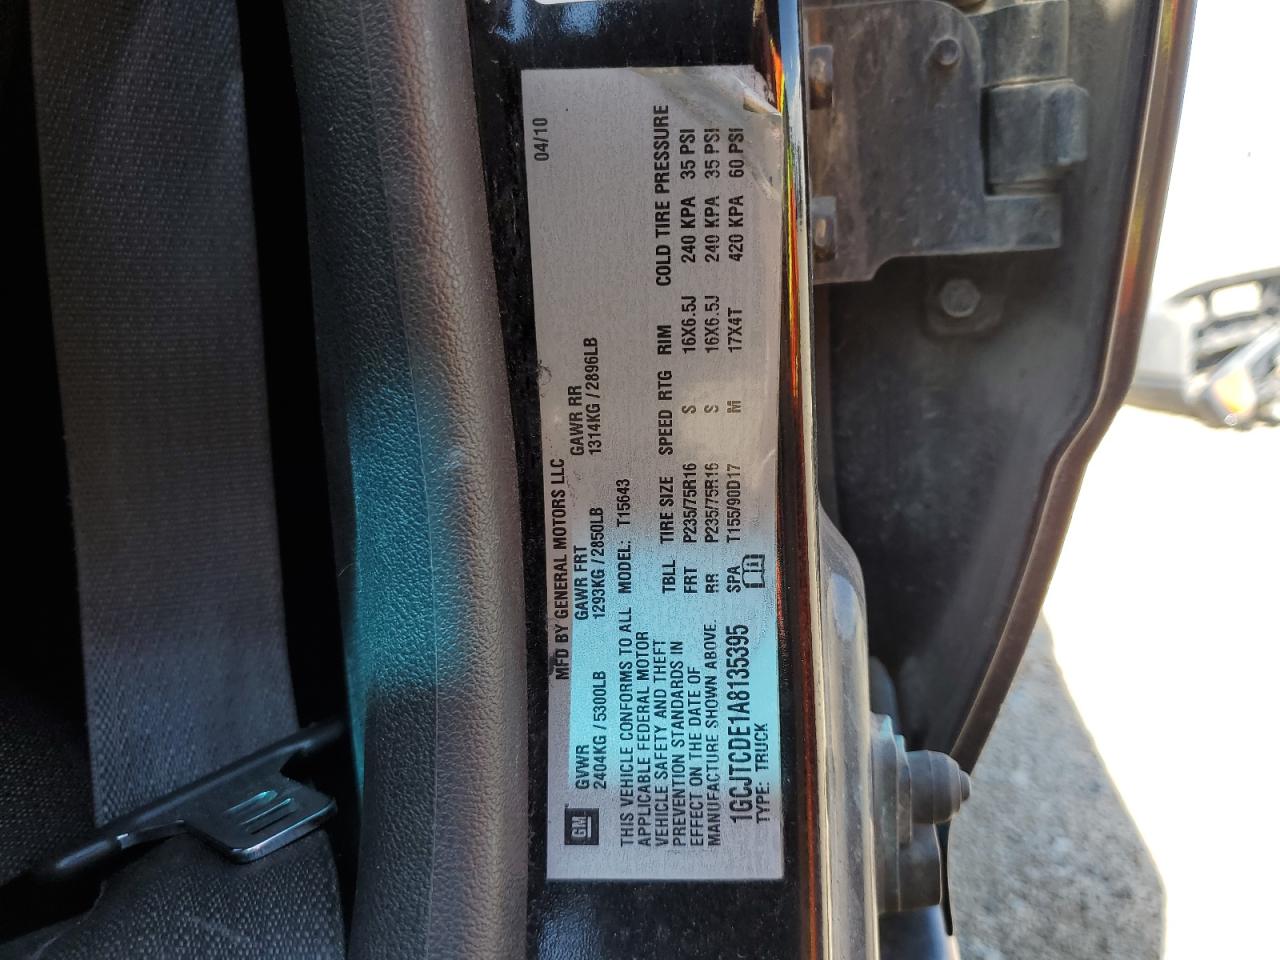 MFD BY GENERAL MOTORS LLC 04/10
GM
GVWR GAWR FRT GAWR RR
2404KG / 5300LB 1293KG / 2850LB 1314KG / 2896LB
THIS VEHICLE CONFORMS TO ALL MODEL: T15643
APPLICABLE FEDERAL MOTOR
VEHICLE SAFETY AND THEFT
PREVENTION STANDARDS IN
EFFECT ON THE DATE OF
MANUFACTURE SHOWN ABOVE.
TBLL TIRE SIZE SPEED RTG RIM COLD TIRE PRESSURE
FRT P235/75R16 S 16X6.5J 240 KPA 35 PSI
RR P235/75R16 S 16X6.5J 240 KPA 35 PSI
SPA T155/90D17 M 17X4T 420 KPA 60 PSI
1GCJTCDE1A8135395
TYPE: TRUCK